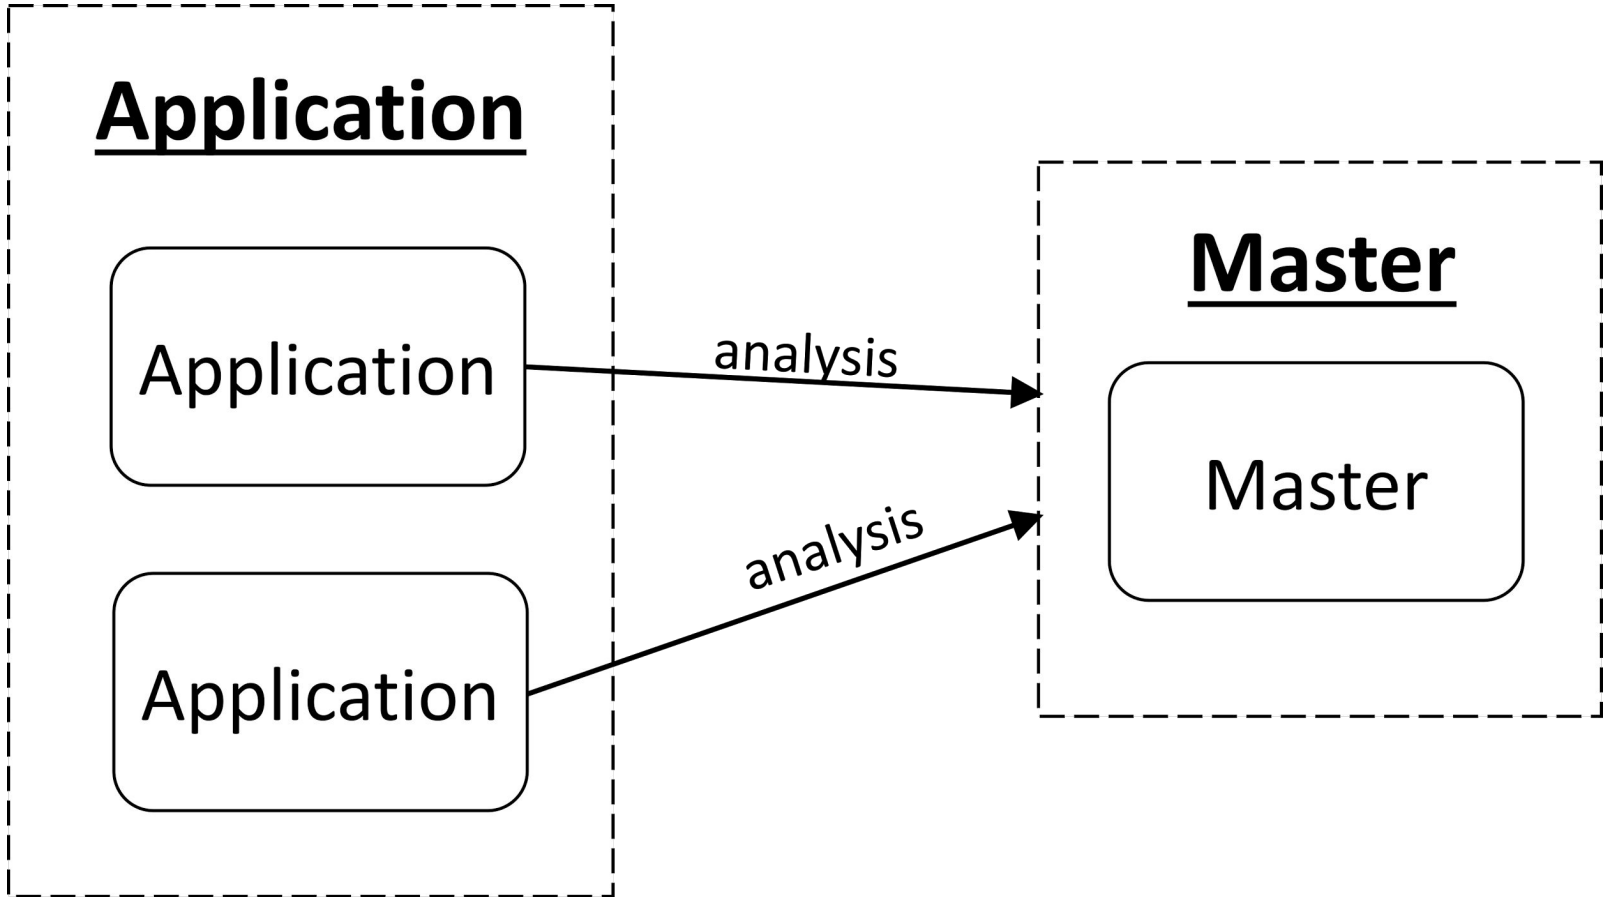 Application
Application
analysis
Application
analysis
Master
Master